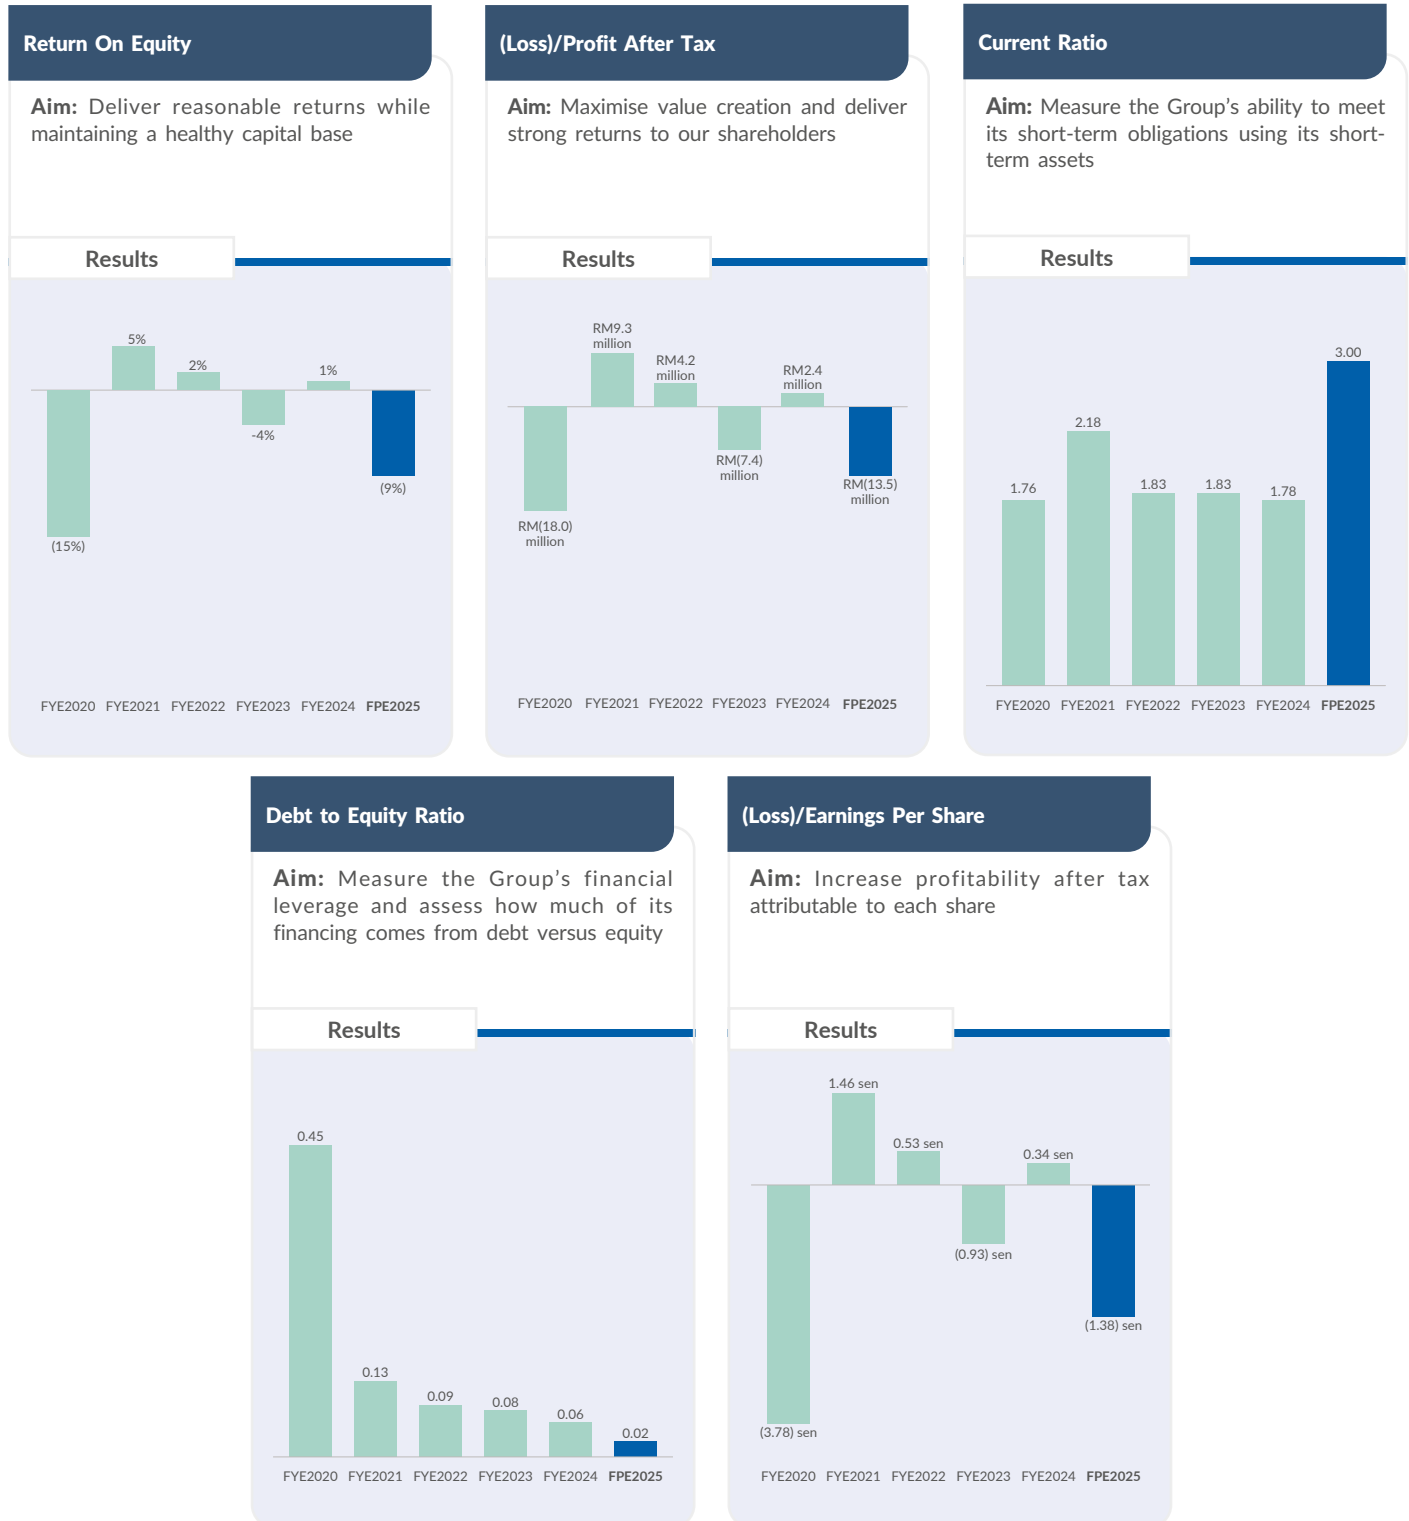 Return On Equity
Aim: Deliver reasonable returns while
maintaining a healthy capital base
Results
5%
2%
1%
-4%
(9%)
(15%)
FYE2020 FYE2021 FYE2022 FYE2023 FYE2024 FPE2025
(Loss)/Profit After Tax
Aim: Maximise value creation and deliver
strong returns to our shareholders
Results
RM9.3
million
RM4.2
million
RM2.4
million
RM(7.4)
million
RM(13.5)
million
RM(18.0)
million
FYE2020 FYE2021 FYE2022 FYE2023 FYE2024 FPE2025
Current Ratio
Aim: Measure the Group’s ability to meet
its short-term obligations using its short-
term assets
Results
1.76
2.18
1.83
1.83
1.78
3.00
FYE2020 FYE2021 FYE2022 FYE2023 FYE2024 FPE2025
Debt to Equity Ratio
Aim: Measure the Group’s financial
leverage and assess how much of its
financing comes from debt versus equity
Results
0.45
0.13
0.09
0.08
0.06
0.02
FYE2020 FYE2021 FYE2022 FYE2023 FYE2024 FPE2025
(Loss)/Earnings Per Share
Aim: Increase profitability after tax
attributable to each share
Results
1.46 sen
0.53 sen
0.34 sen
(0.93) sen
(1.38) sen
(3.78) sen
FYE2020 FYE2021 FYE2022 FYE2023 FYE2024 FPE2025